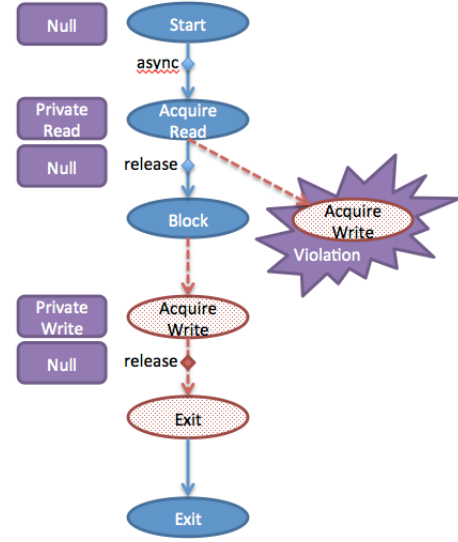 Null
Start
async
Private
Read
Acquire
Read
Null
release
Block
Acquire
Write
Violation
Private
Write
Acquire
Write
Null
release
Exit
Exit